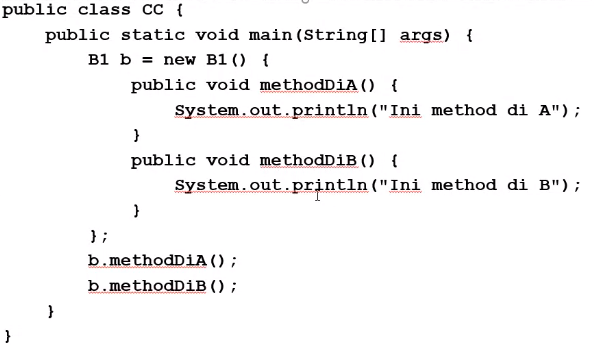 public class CC {
public static void main(String[] args) {
B1 b = new B1() {
public void methodDiA() {
System.out.println("Ini method di A");
}
public void methodDiB() {
System.out.println("Ini method di B");
}
};
b.methodDiA();
b.methodDiB();
}
}